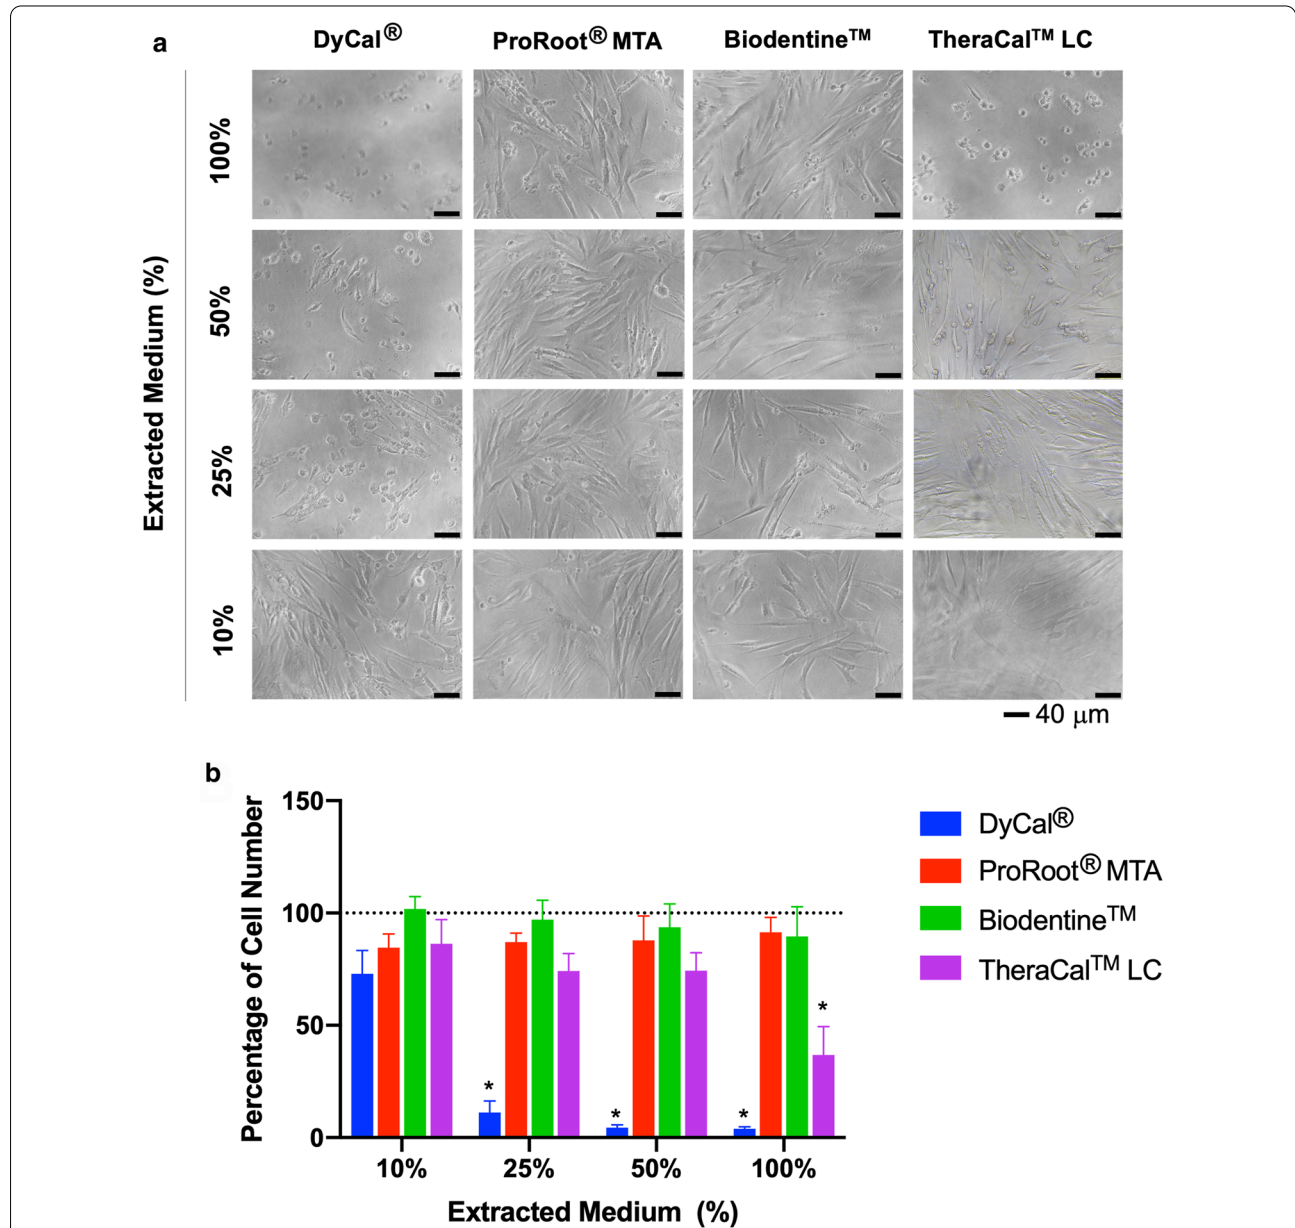 a
DyCal® ProRoot® MTA Biodentine™ TheraCal™ LC
Extracted Medium (%)
100%
50%
25%
10%
40 μm
b
Percentage of Cell Number
150
100
50
0
* * * *
10% 25% 50% 100%
Extracted Medium (%)
DyCal®
ProRoot® MTA
Biodentine™
TheraCal™ LC